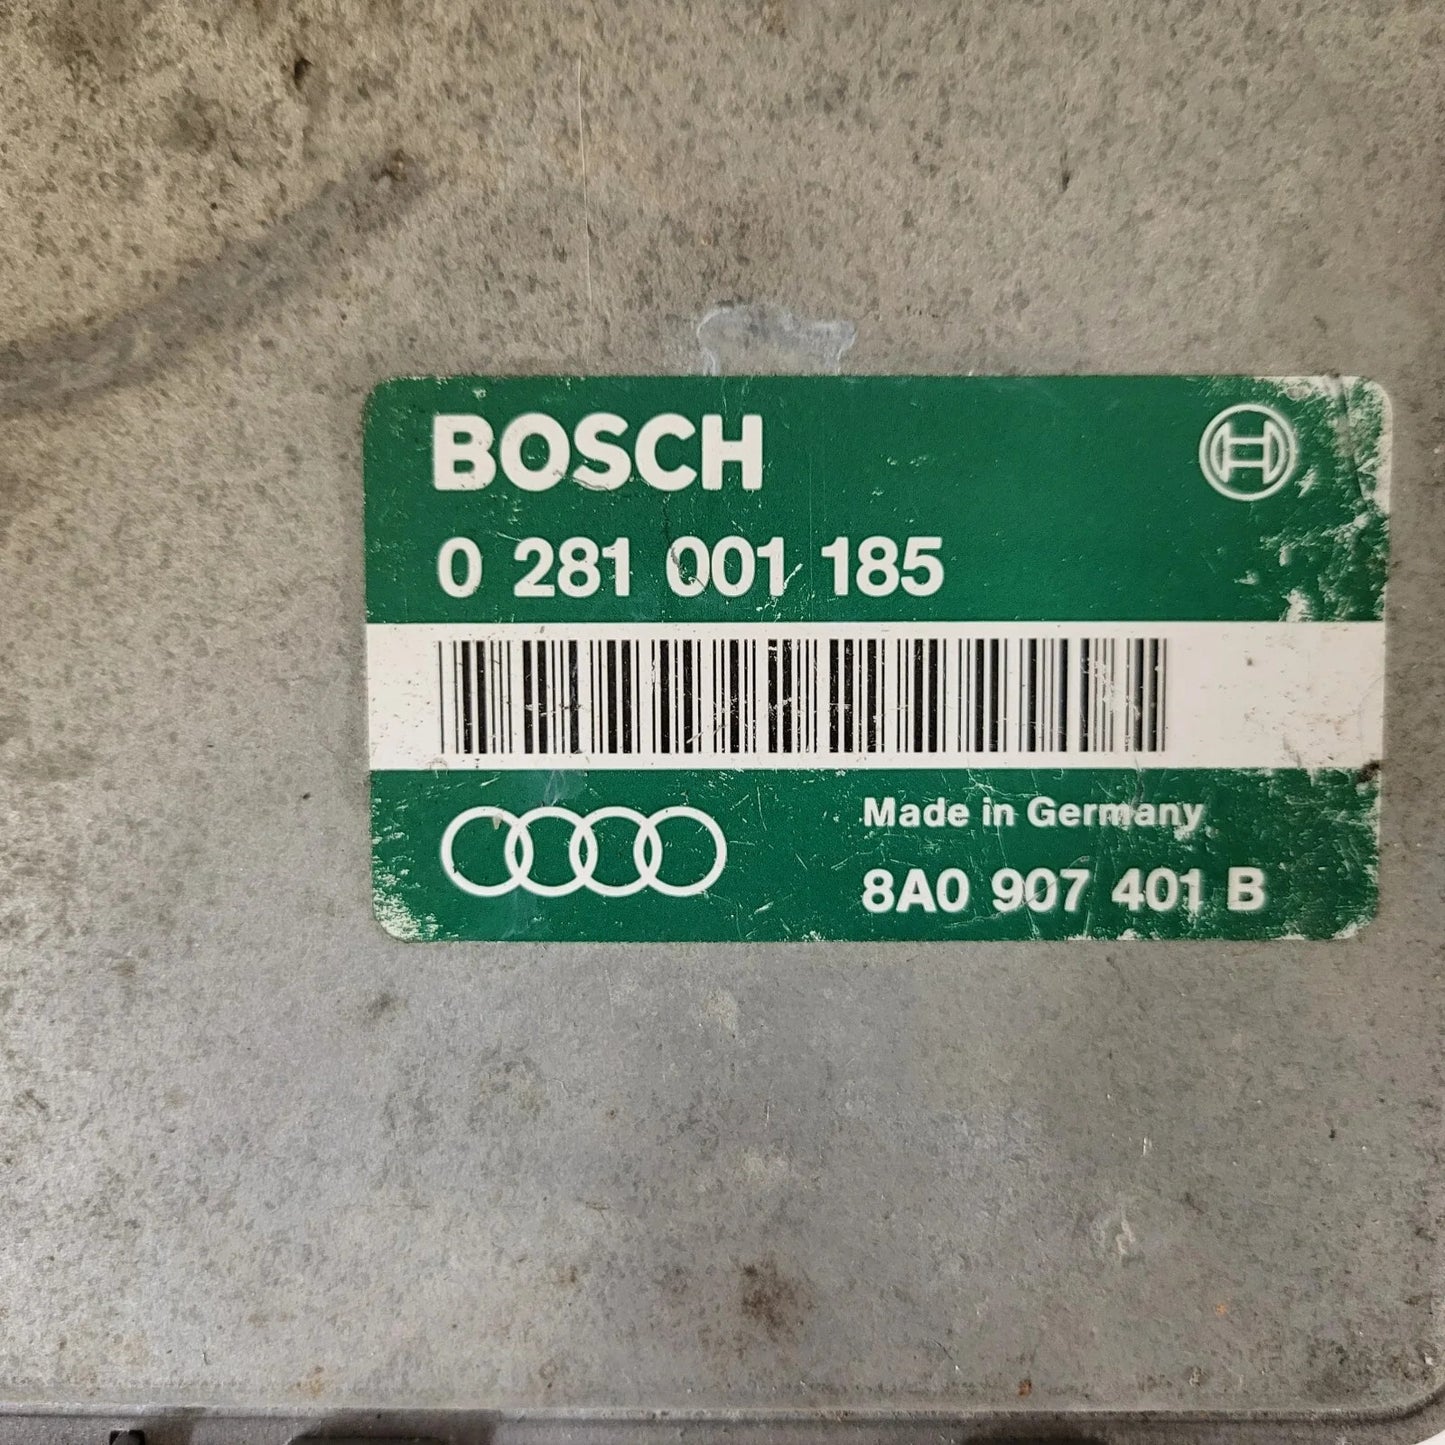 BOSCH
0 281 001 185
Made in Germany
8A0 907 401 B